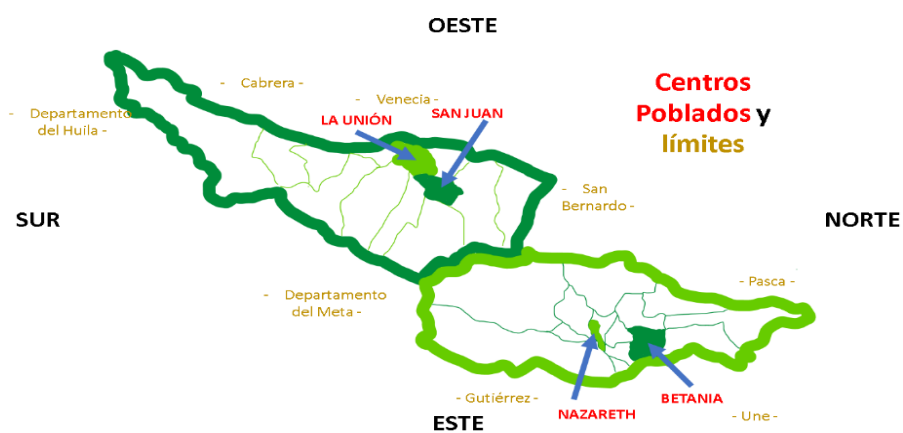 OESTE
Centros
Poblados y
límites
- Cabrera -
- Venecia -
- Departamento
del Huila -
LA UNIÓN
SAN JUAN
- San
Bernardo -
SUR
NORTE
- Pasca -
- Departamento
del Meta -
- Gutiérrez -
BETANIA
NAZARETH
- Une -
ESTE